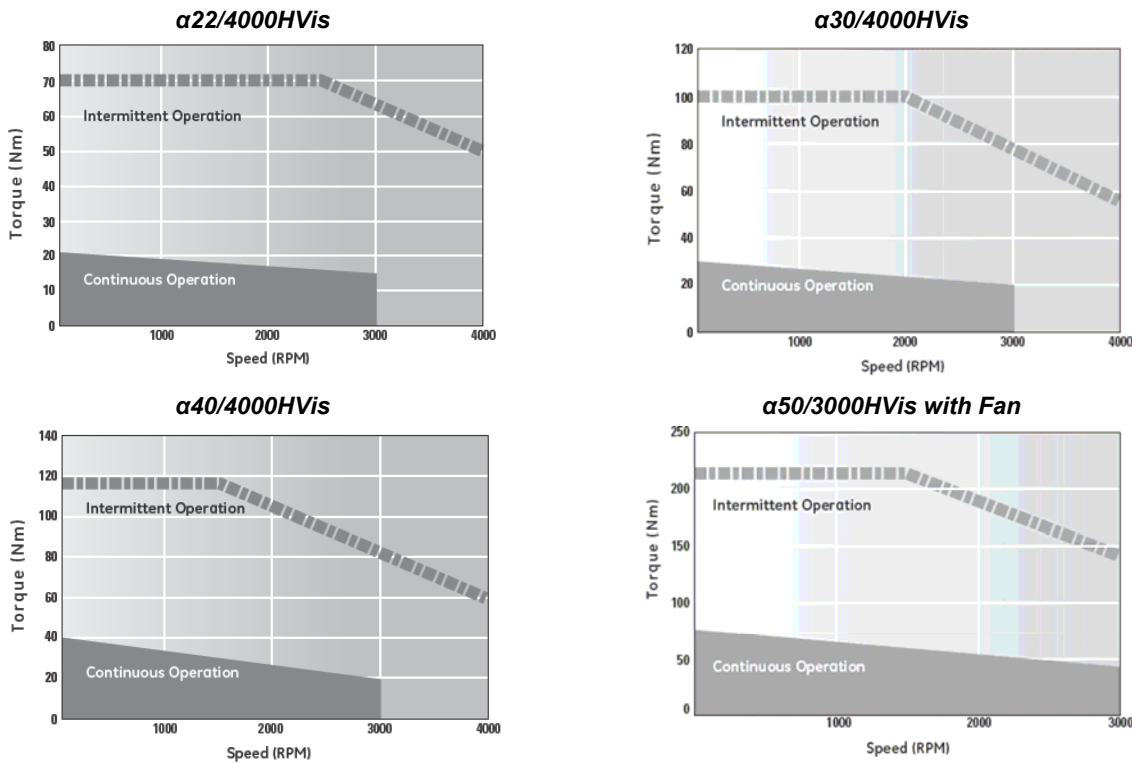 α22/4000HVis
80
70
60
50
40
30
20
10
0
Torque (Nm)
Intermittent Operation
Continuous Operation
1000
2000
3000
4000
Speed (RPM)
α30/4000HVis
120
100
80
60
40
20
0
Torque (Nm)
Intermittent Operation
Continuous Operation
1000
2000
3000
4000
Speed (RPM)
α40/4000HVis
140
120
100
80
60
40
20
0
Torque (Nm)
Intermittent Operation
Continuous Operation
1000
2000
3000
4000
Speed (RPM)
α50/3000HVis with Fan
250
200
150
100
50
0
Torque (Nm)
Intermittent Operation
Continuous Operation
1000
2000
3000
Speed (RPM)